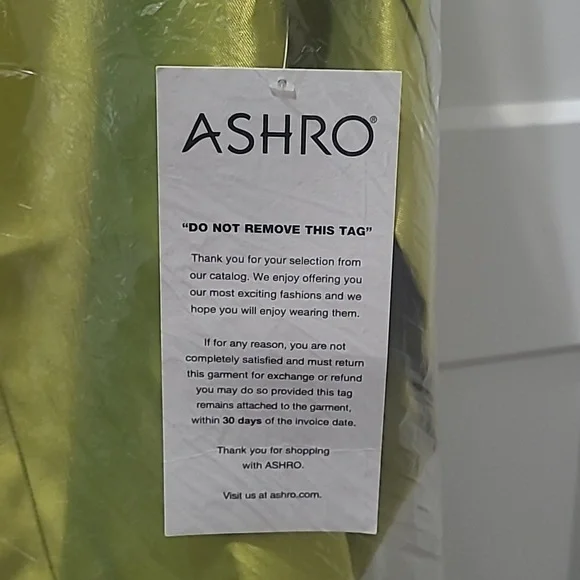 ASHRO®
“DO NOT REMOVE THIS TAG”
Thank you for your selection from
our catalog. We enjoy offering you
our most exciting fashions and we
hope you will enjoy wearing them.
If for any reason, you are not
completely satisfied and must return
this garment for exchange or refund
you may do so provided this tag
remains attached to the garment,
within 30 days of the invoice date.
Thank you for shopping
with ASHRO.
Visit us at ashro.com.